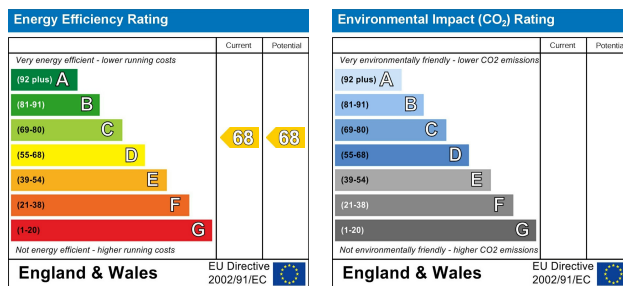 Energy Efficiency Rating
Current Potential
Very energy efficient - lower running costs
(92 plus) A
(81-91) B
(69-80) C
(55-68) D
(39-54) E
(21-38) F
(1-20) G
68 68
Not energy efficient - higher running costs
England & Wales
EU Directive
2002/91/EC
Environmental Impact (CO₂) Rating
Current Potential
Very environmentally friendly - lower CO2 emissions
(92 plus) A
(81-91) B
(69-80) C
(55-68) D
(39-54) E
(21-38) F
(1-20) G
Not environmentally friendly - higher CO2 emissions
England & Wales
EU Directive
2002/91/EC